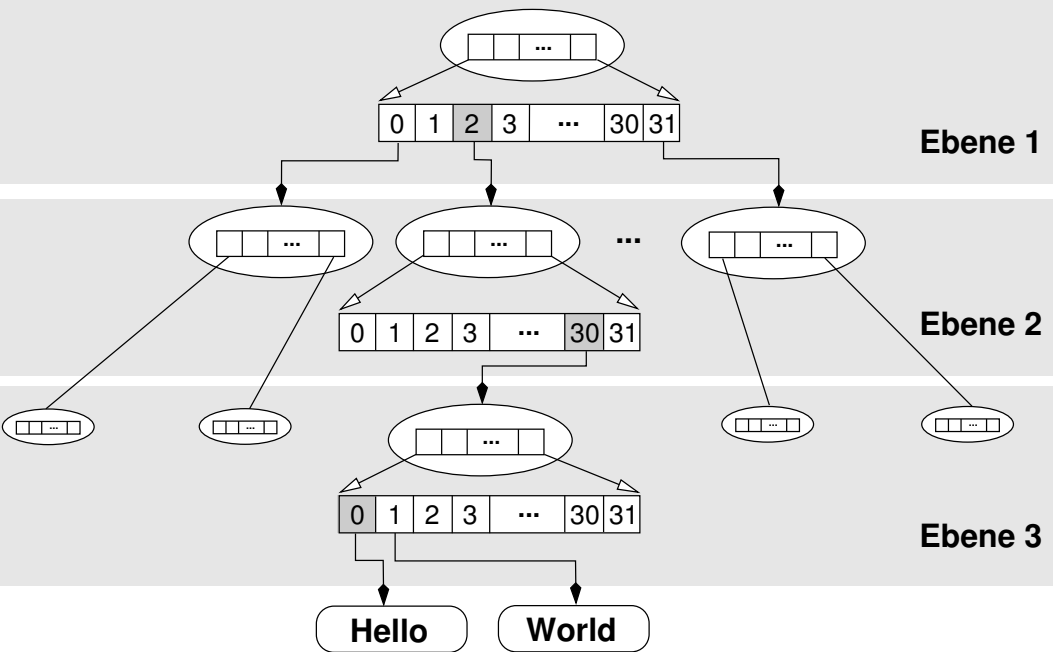 ...
0 1 2 3 ... 30 31
Ebene 1
... ... ... ...
0 1 2 3 ... 30 31
Ebene 2
... ... ... ... ...
0 1 2 3 ... 30 31
Ebene 3
Hello World